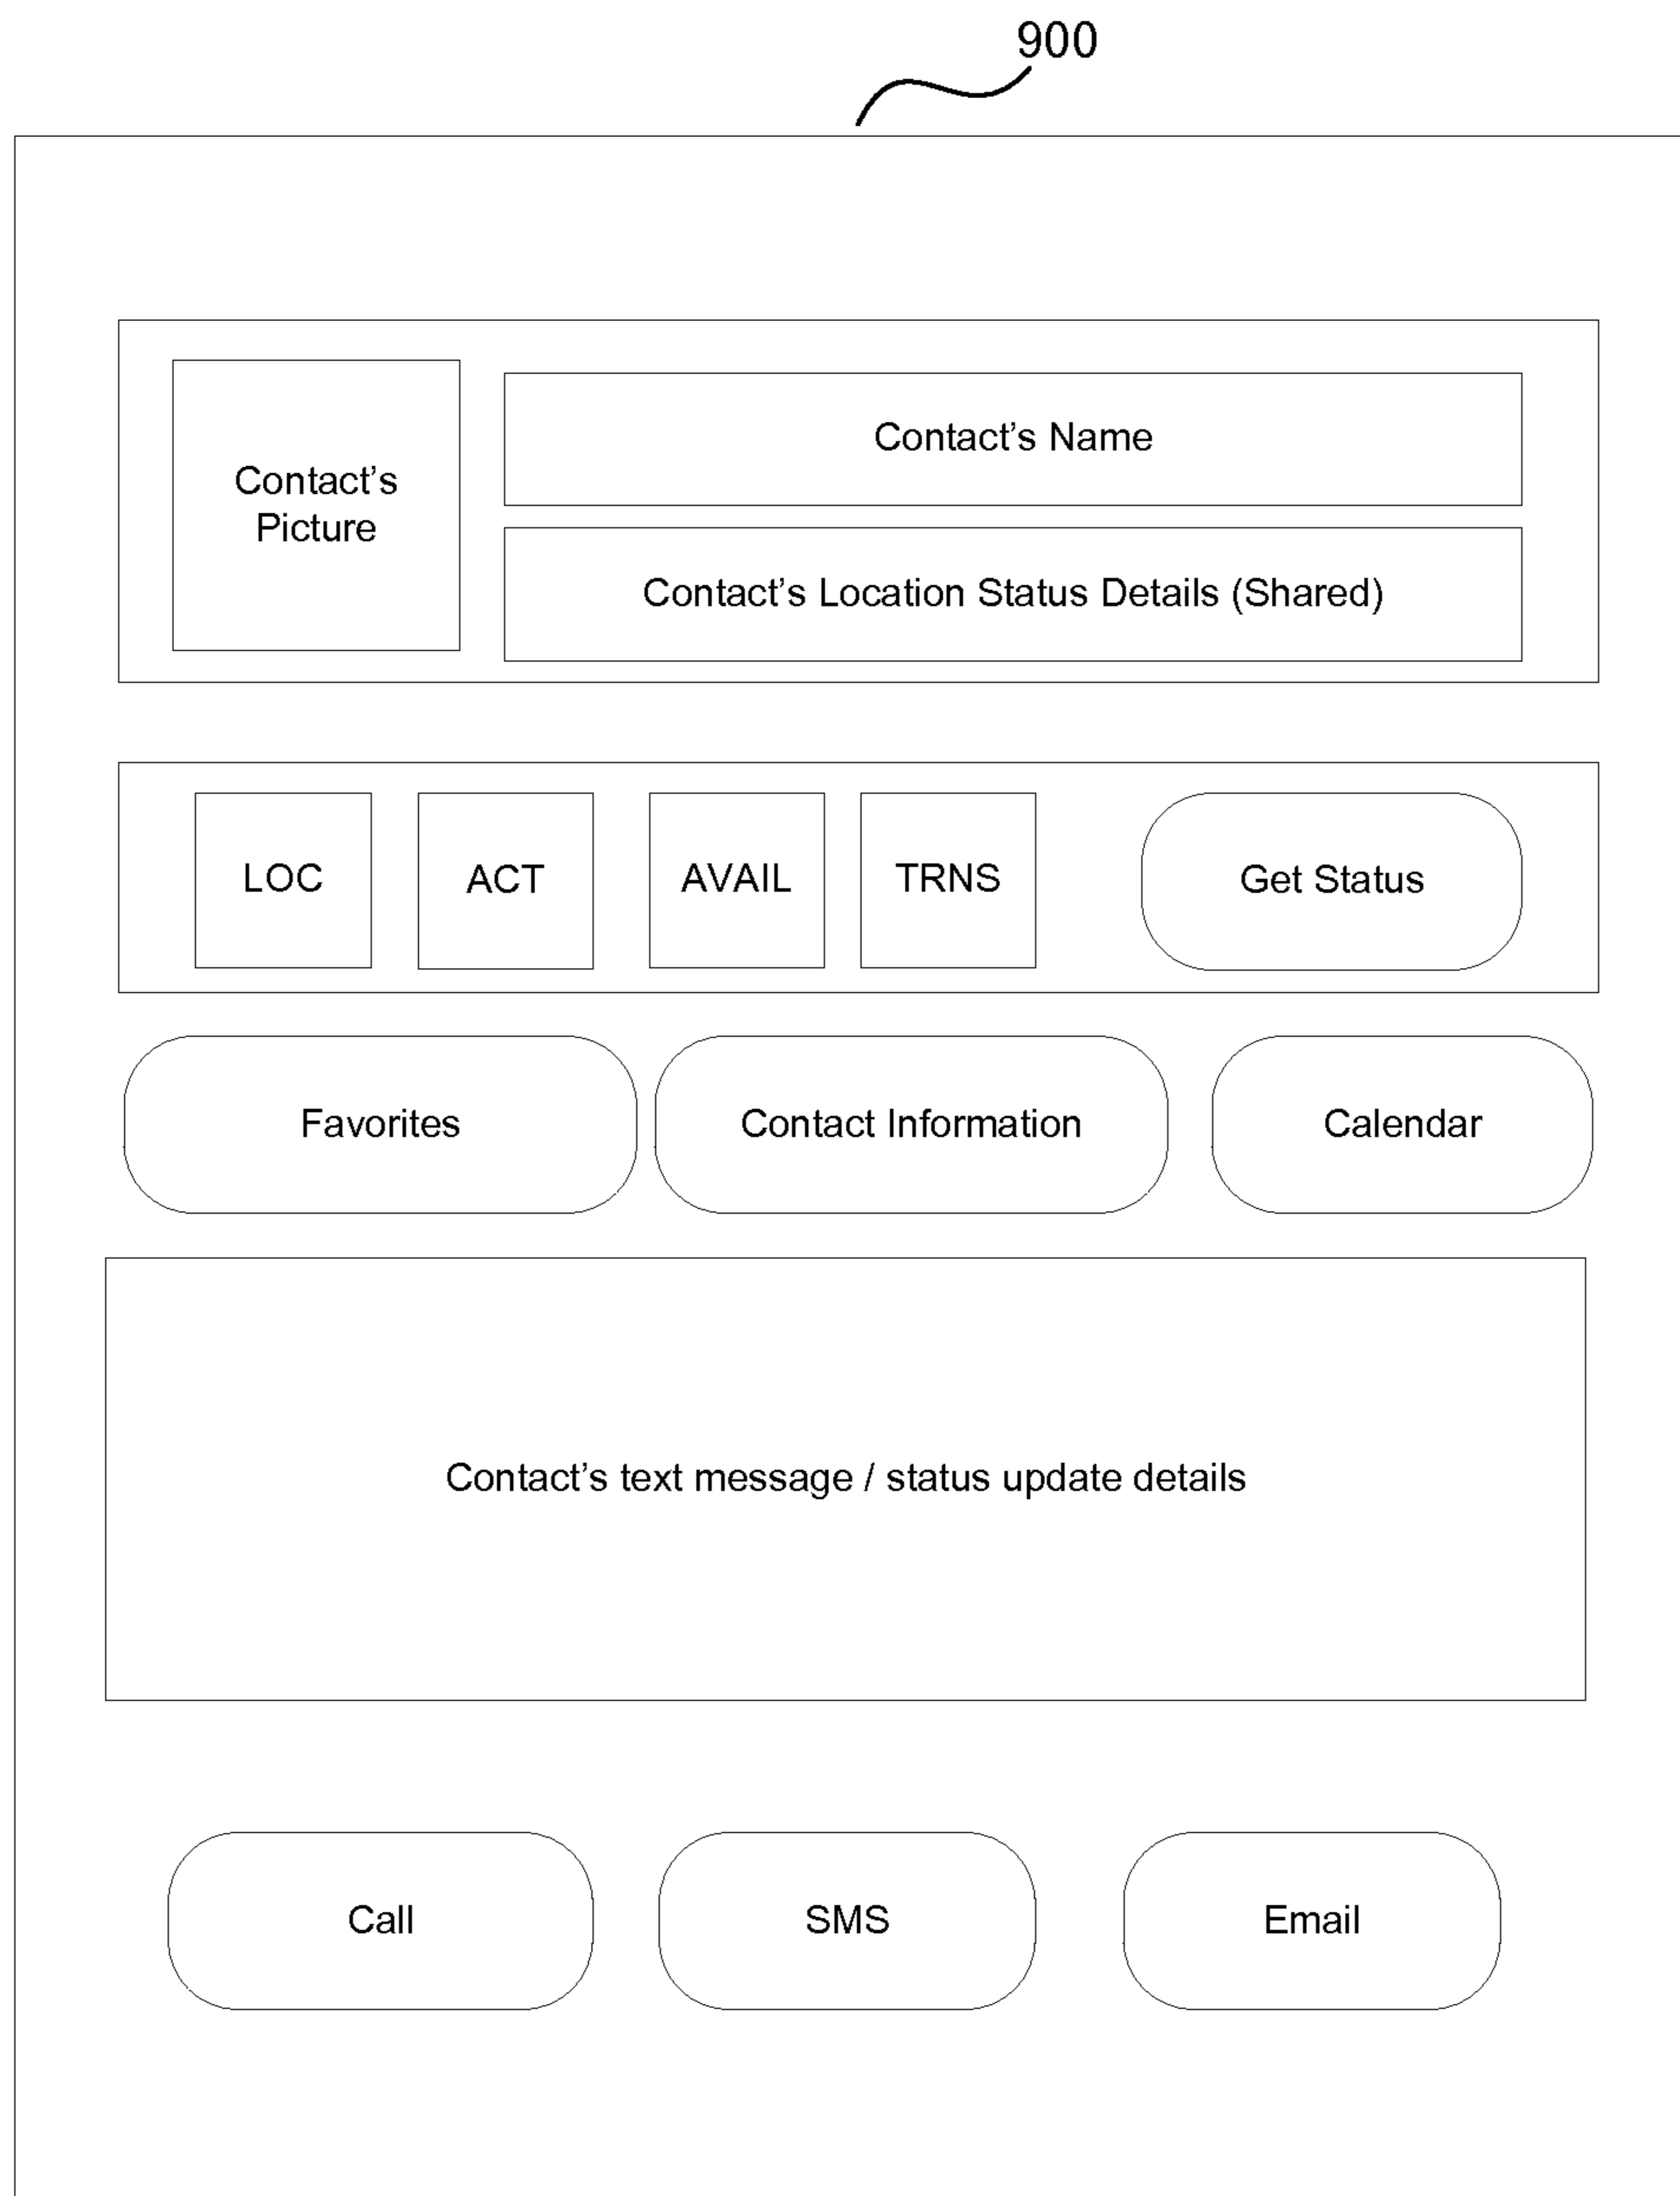 900
Contact's
Picture
Contact's Name
Contact's Location Status Details (Shared)
LOC
ACT
AVAIL
TRNS
Get Status
Favorites
Contact Information
Calendar
Contact's text message / status update details
Call
SMS
Email